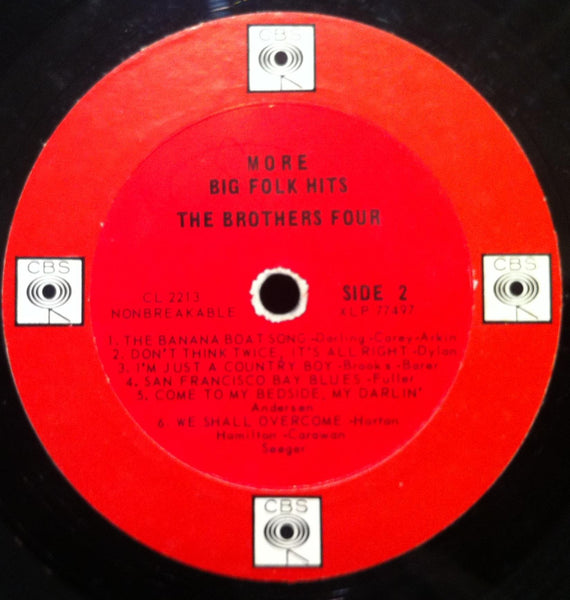 CBS
MORE
BIG FOLK HITS
THE BROTHERS FOUR
CBS
CBS
CL 2213
SIDE 2
NONBREAKABLE
XLP 77497
1. THE BANANA BOAT SONG -Darling-Carey-Arkin
2. DON'T THINK TWICE, IT'S ALL RIGHT -Dylan
3. I'M JUST A COUNTRY BOY -Brooks-Barer
4. SAN FRANCISCO BAY BLUES -Fuller
5. COME TO MY BEDSIDE, MY DARLIN'
Andersen
6. WE SHALL OVERCOME -Horton
Hamilton -Carawan
Seeger
CBS